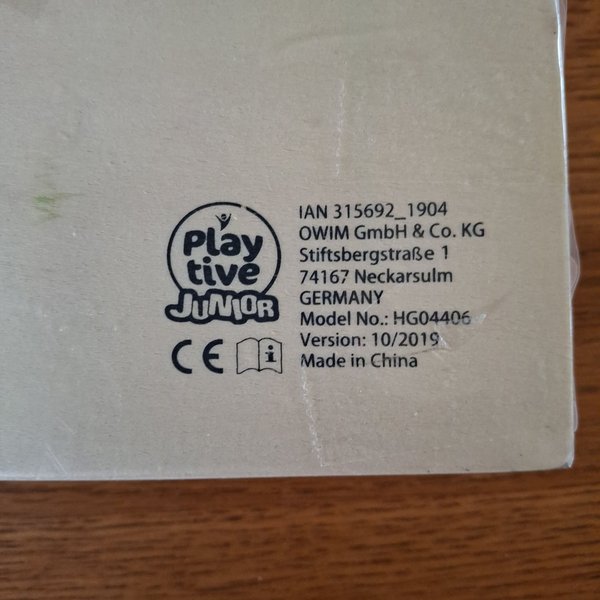 Play
tive
JUNIOR
CE
i
IAN 315692_1904
OWIM GmbH & Co. KG
Stiftsbergstraße 1
74167 Neckarsulm
GERMANY
Model No.: HG04406
Version: 10/2019
Made in China